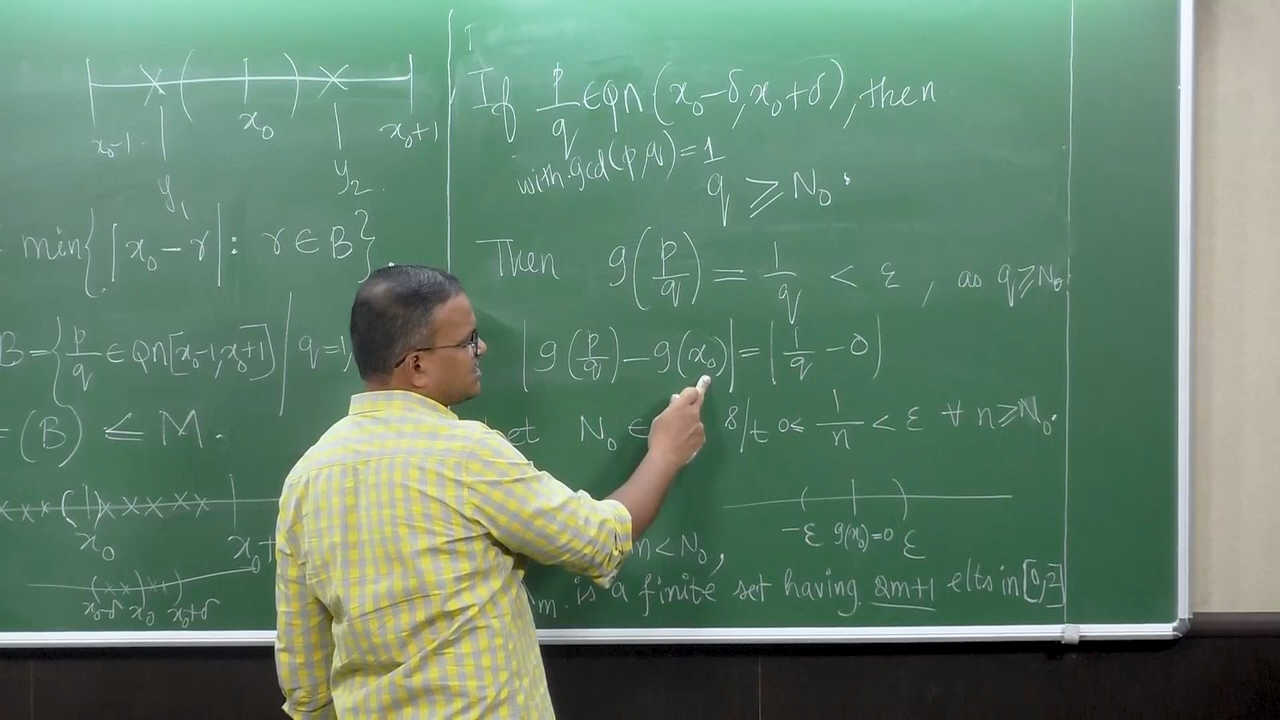 x₀-1
x₀
x₀+1
y₁
y₂
min{|x₀-r| : r∈B}.
B={p/q ∈ Q∩[x₀-1, x₀+1] | q=1,
(B) ≤ M.
x₀
x₀-δ x₀ x₀+δ
If p/q ∈ Q∩(x₀-δ, x₀+δ), then
with gcd(p,q)=1
q ≥ N₀.
Then g(p/q) = 1/q < ε, as q≥N₀
|g(p/q) - g(x₀)| = |1/q - 0|
N₀ ∈ s/t 0≤ 1/n < ε ∀ n≥N₀.
-ε g(x₀)=0 ε
m<N₀,
m. is a finite set having 2m+1 elts in [0,2]